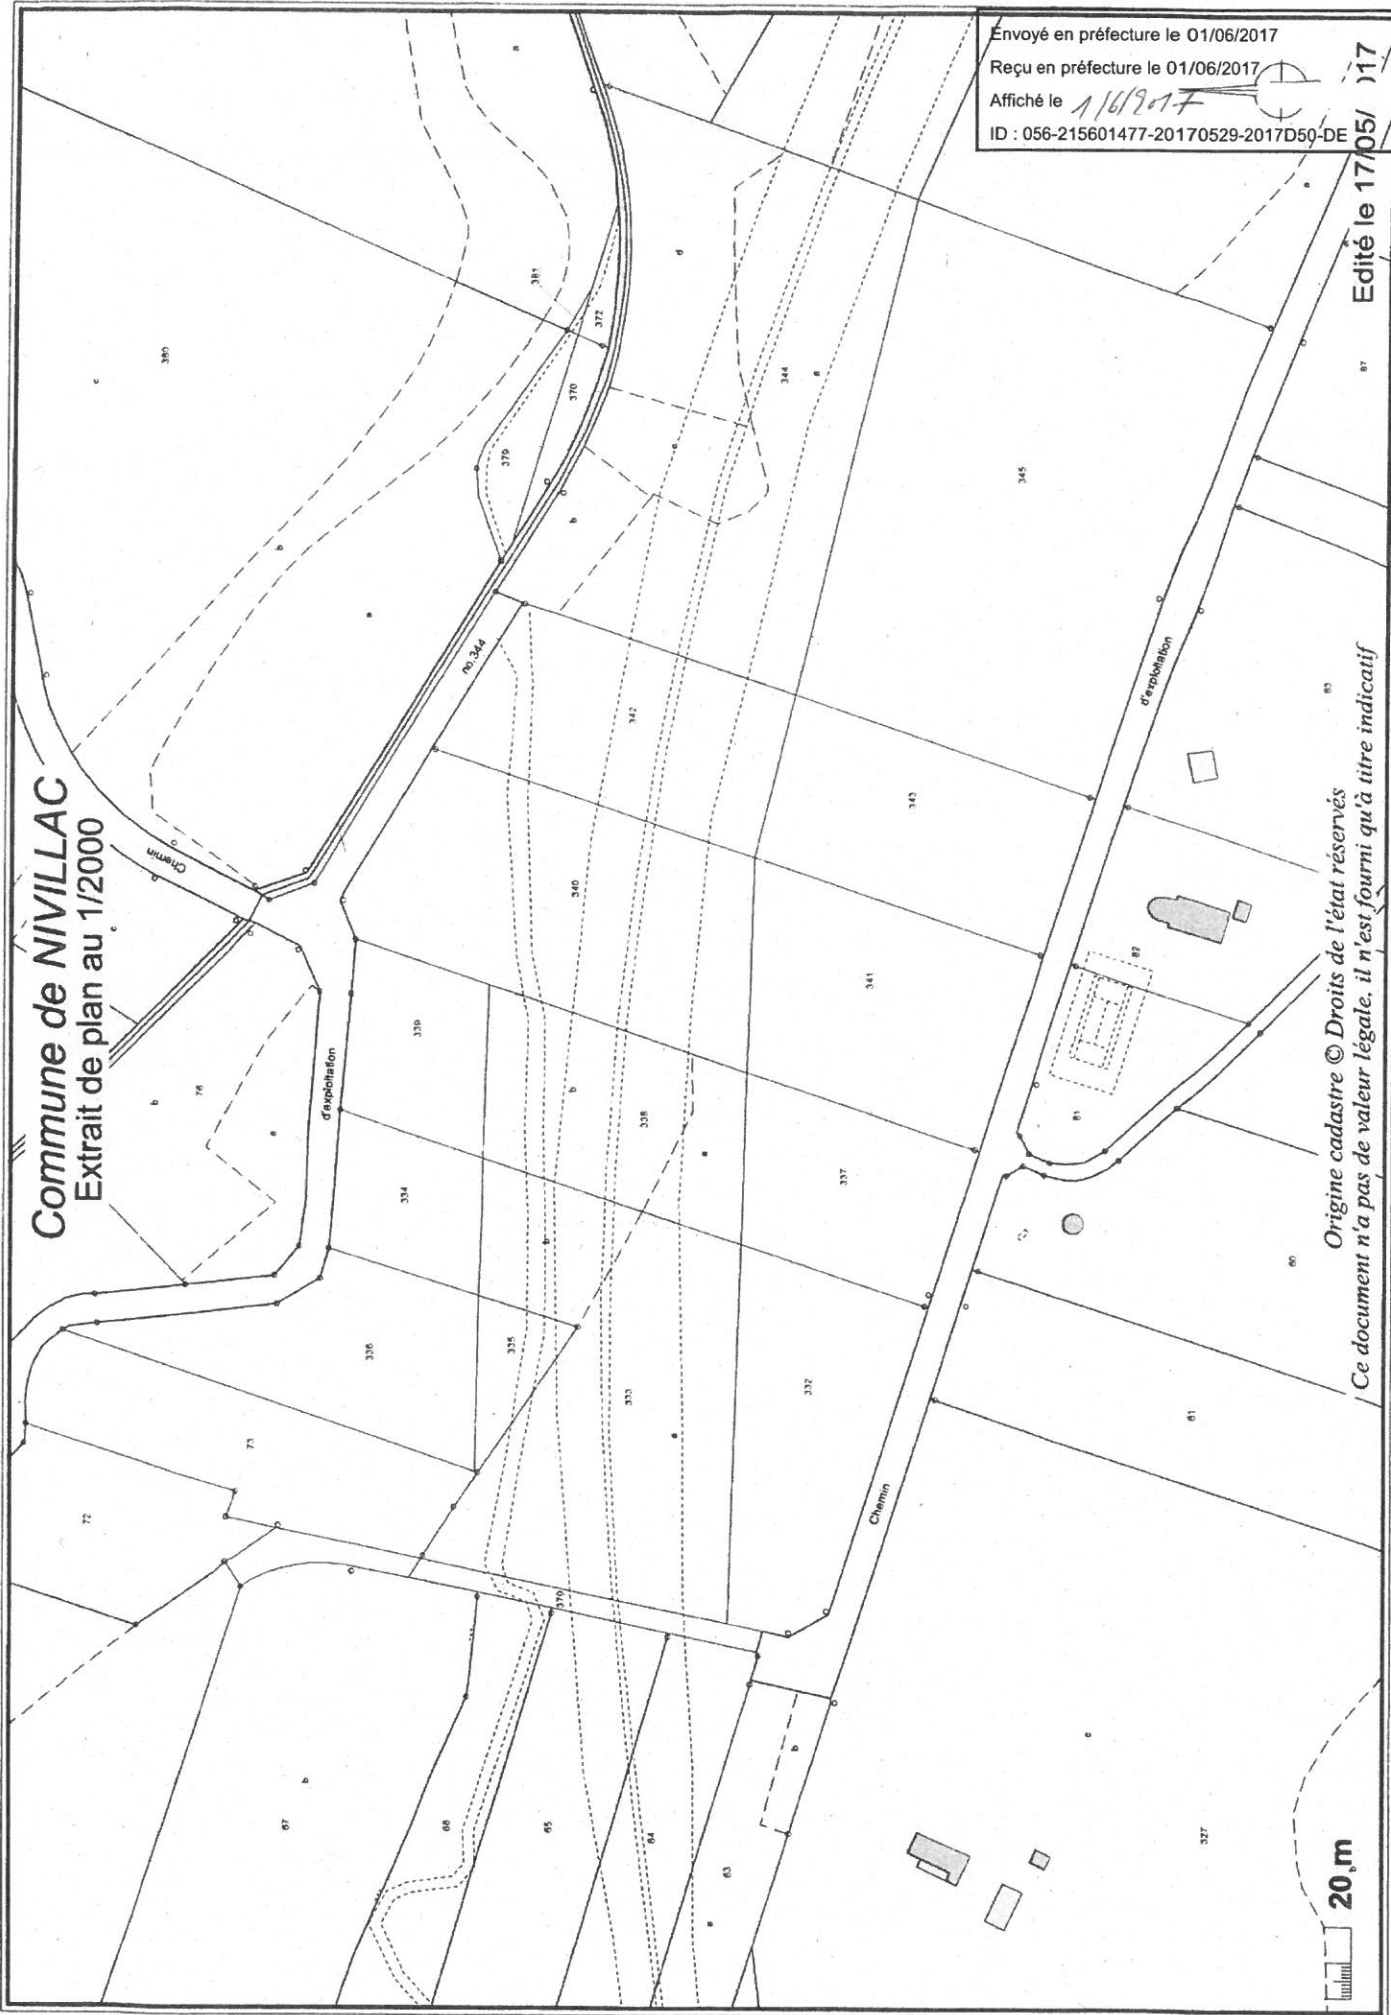 Commune de NIVILLAC
Extrait de plan au 1/2000
Envoyé en préfecture le 01/06/2017
Reçu en préfecture le 01/06/2017
Affiché le 1/6/2017
ID : 056-215601477-20170529-2017D50-DE
Edité le 17/05/ )17
380
c
a
381
372
370
379
d
344
a
e
b
b
a
345
87
a
no.344
342
d'exploitation
83
343
Chemin
c
340
341
82
76
b
a
d'exploitation
339
b
338
a
81
334
337
336
335
b
333
332
60
a
73
72
61
Chemin
370
67
b
68
65
64
63
a
b
327
Origine cadastre © Droits de l'état réservés
Ce document n'a pas de valeur légale, il n'est fourni qu'à titre indicatif
20 m